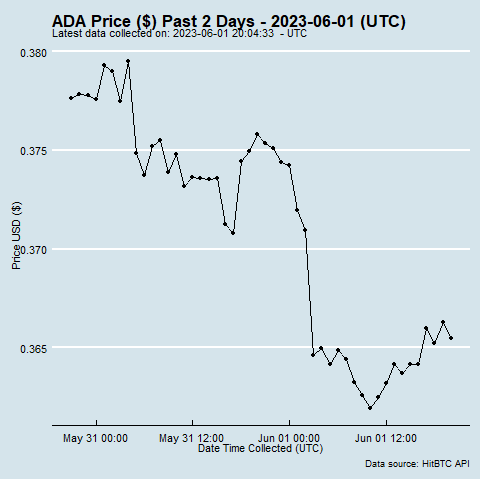 ADA Price ($) Past 2 Days - 2023-06-01 (UTC)
Latest data collected on: 2023-06-01 20:04:33 - UTC
0.380
0.375
0.370
0.365
Price USD ($)
May 31 00:00
May 31 12:00
Jun 01 00:00
Jun 01 12:00
Date Time Collected (UTC)
Data source: HitBTC API